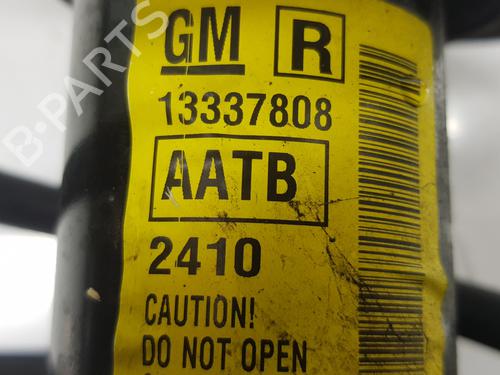 GM R
13337808
AATB
2410
CAUTION!
DO NOT OPEN
B-PARTS